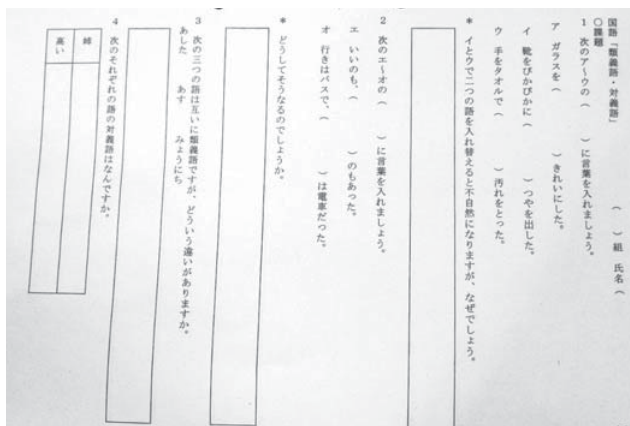 国語「類義語・対義語」 （　　）組　氏名（
○課題
1　次のア〜ウの（　　　）に言葉を入れましょう。
ア　ガラスを（　　　）きれいにした。
イ　靴をぴかぴかに（　　　）つやを出した。
ウ　手をタオルで（　　　）汚れをとった。
＊　イとウで二つの語を入れ替えると不自然になりますが、なぜでしょう。
2　次のエ〜オの（　　　）に言葉を入れましょう。
エ　いいのも、（　　　）のもあった。
オ　行きはバスで、（　　　）は電車だった。
＊　どうしてそうなるのでしょうか。
3　次の三つの語は互いに類義語ですが、どういう違いがありますか。
あした　あす　みょうにち
4　次のそれぞれの語の対義語はなんですか。
姉
高い